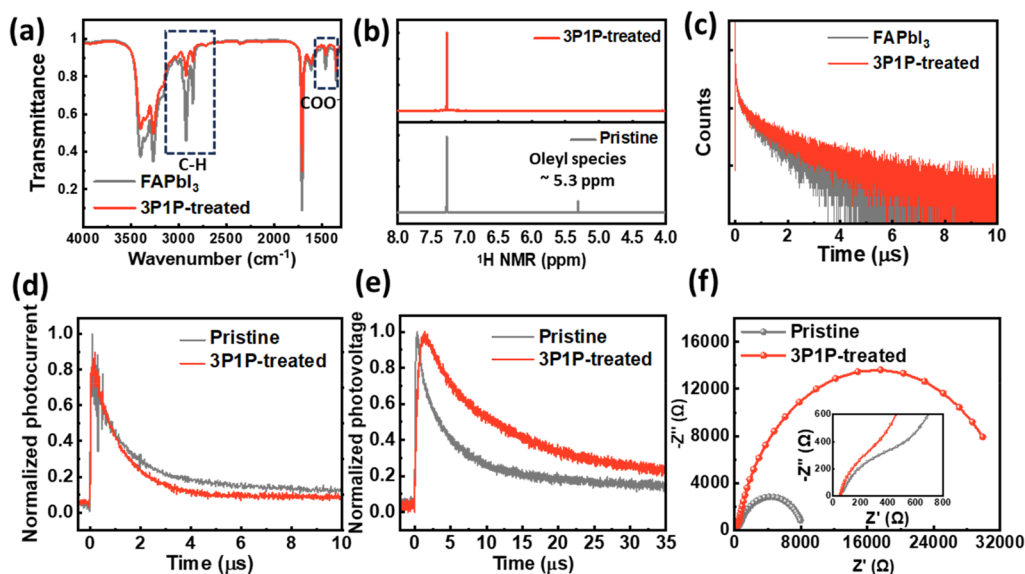 (a)
Transmittance
1
0.8
0.6
0.4
0.2
C-H
COO⁻
FAPbI₃
3P1P-treated
4000 3000 2000 1500
Wavenumber (cm⁻¹)
(b)
3P1P-treated
Pristine
Oleyl species
~ 5.3 ppm
8.0 7.5 7.0 6.5 6.0 5.5 5.0 4.5 4.0
¹H NMR (ppm)
(c)
Counts
FAPbI₃
3P1P-treated
0 2 4 6 8 10
Time (μs)
(d)
Normalized photocurrent
1.0
0.8
0.6
0.4
0.2
0.0
Pristine
3P1P-treated
0 2 4 6 8 10
Time (μs)
(e)
Normalized photovoltage
1.0
0.8
0.6
0.4
0.2
0.0
Pristine
3P1P-treated
0 5 10 15 20 25 30 35
Time (μs)
(f)
-Z'' (Ω)
16000
12000
8000
4000
0
Pristine
3P1P-treated
-Z'' (Ω)
600
400
200
0
0 200 400 600 800
Z' (Ω)
0 8000 16000 24000 32000
Z' (Ω)